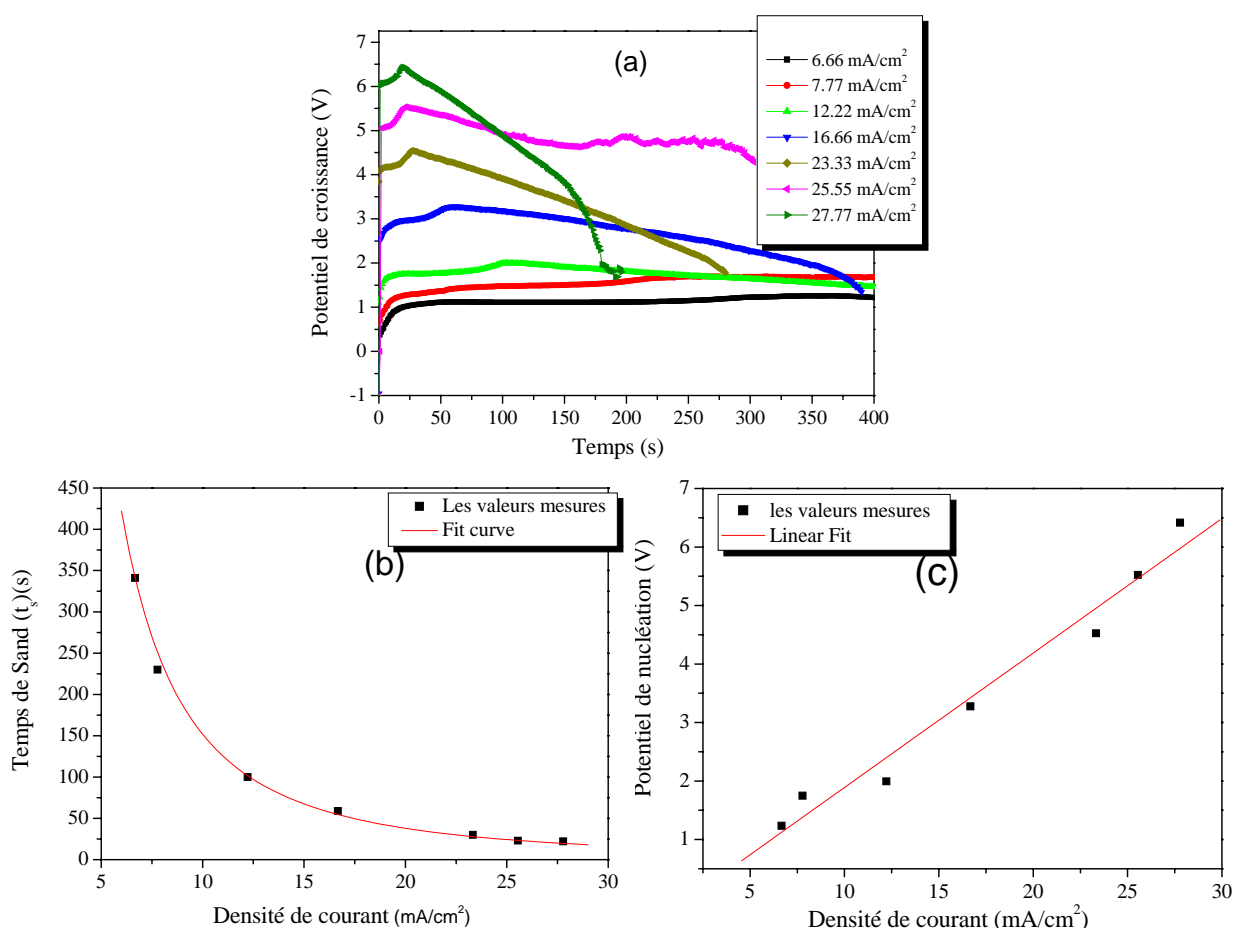 (a)
6.66 mA/cm²
7.77 mA/cm²
12.22 mA/cm²
16.66 mA/cm²
23.33 mA/cm²
25.55 mA/cm²
27.77 mA/cm²
Potentiel de croissance (V)
7
6
5
4
3
2
1
0
-1
0 50 100 150 200 250 300 350 400
Temps (s)
Les valeurs mesures
Fit curve
(b)
Temps de Sand (tₛ)(s)
450
400
350
300
250
200
150
100
50
0
5 10 15 20 25 30
Densité de courant (mA/cm²)
les valeurs mesures
Linear Fit
(c)
Potentiel de nucléation (V)
7
6
5
4
3
2
1
5 10 15 20 25 30
Densité de courant (mA/cm²)